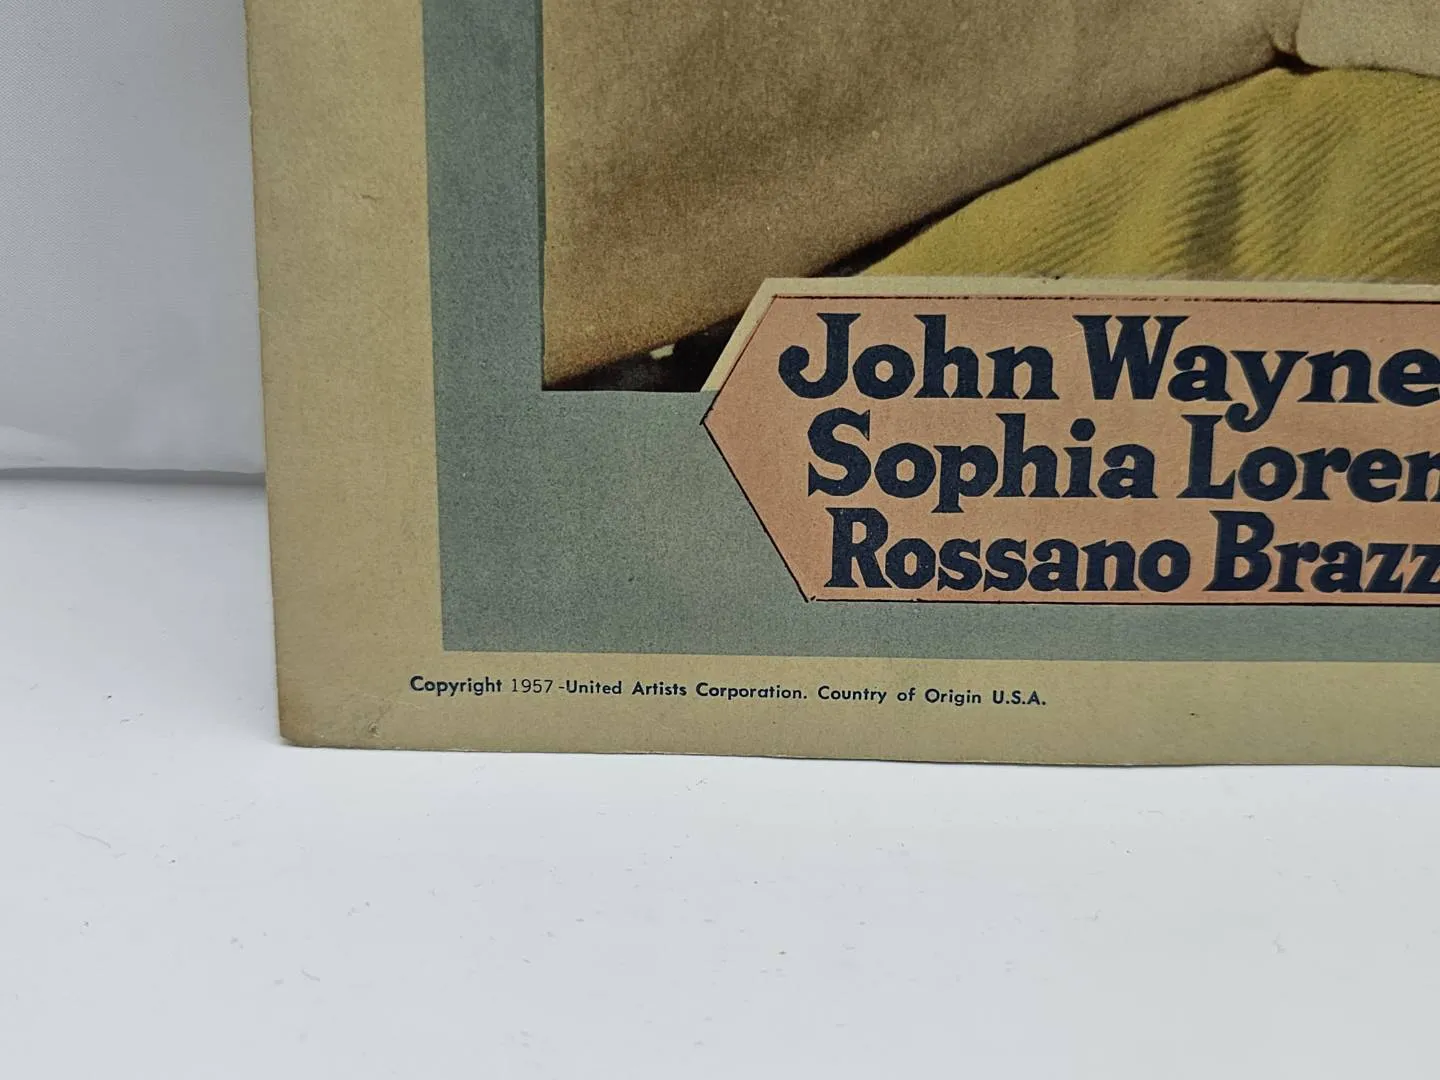 John Wayne
Sophia Loren
Rossano Brazz
Copyright 1957-United Artists Corporation. Country of Origin U.S.A.